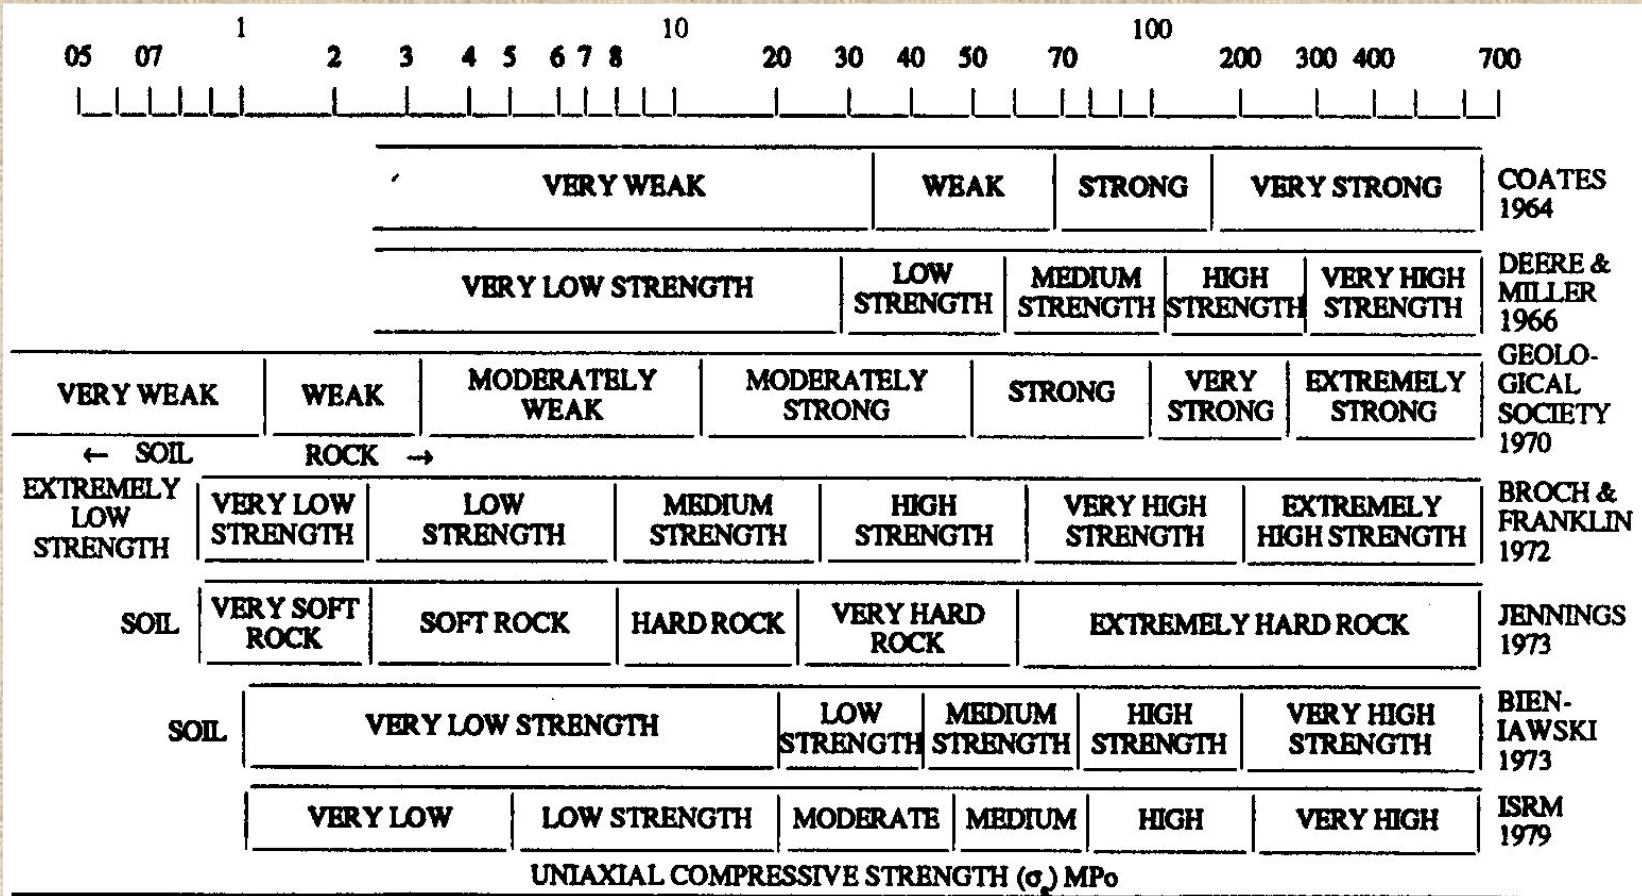 1 10 100
05 07 2 3 4 5 6 7 8 20 30 40 50 70 200 300 400 700
VERY WEAK WEAK STRONG VERY STRONG
COATES
1964
VERY LOW STRENGTH
LOW
STRENGTH
MEDIUM
STRENGTH
HIGH
STRENGTH
VERY HIGH
STRENGTH
DEERE &
MILLER
1966
VERY WEAK
WEAK
MODERATELY
WEAK
MODERATELY
STRONG
STRONG
VERY
STRONG
EXTREMELY
STRONG
GEOLO-
GICAL
SOCIETY
1970
← SOIL ROCK →
EXTREMELY
LOW
STRENGTH
VERY LOW
STRENGTH
LOW
STRENGTH
MEDIUM
STRENGTH
HIGH
STRENGTH
VERY HIGH
STRENGTH
EXTREMELY
HIGH STRENGTH
BROCH &
FRANKLIN
1972
SOIL
VERY SOFT
ROCK
SOFT ROCK
HARD ROCK
VERY HARD
ROCK
EXTREMELY HARD ROCK
JENNINGS
1973
SOIL
VERY LOW STRENGTH
LOW
STRENGTH
MEDIUM
STRENGTH
HIGH
STRENGTH
VERY HIGH
STRENGTH
BIEN-
IAWSKI
1973
VERY LOW LOW STRENGTH MODERATE MEDIUM HIGH VERY HIGH
ISRM
1979
UNIAXIAL COMPRESSIVE STRENGTH (σc) MPo